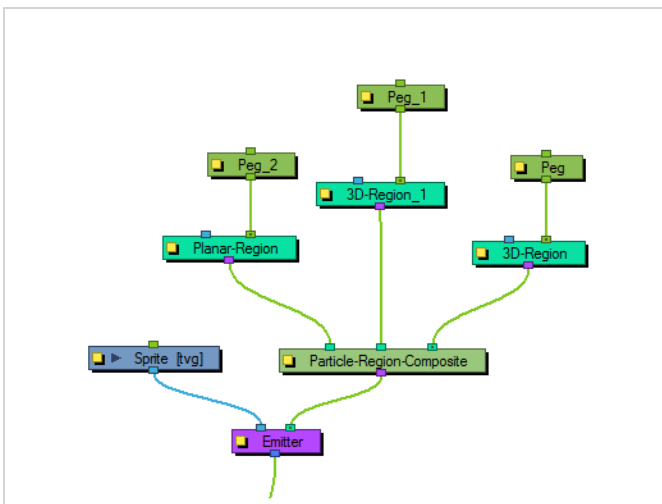 Peg_1
Peg_2
Peg
3D-Region_1
Planar-Region
3D-Region
Sprite [tvg]
Particle-Region-Composite
Emitter